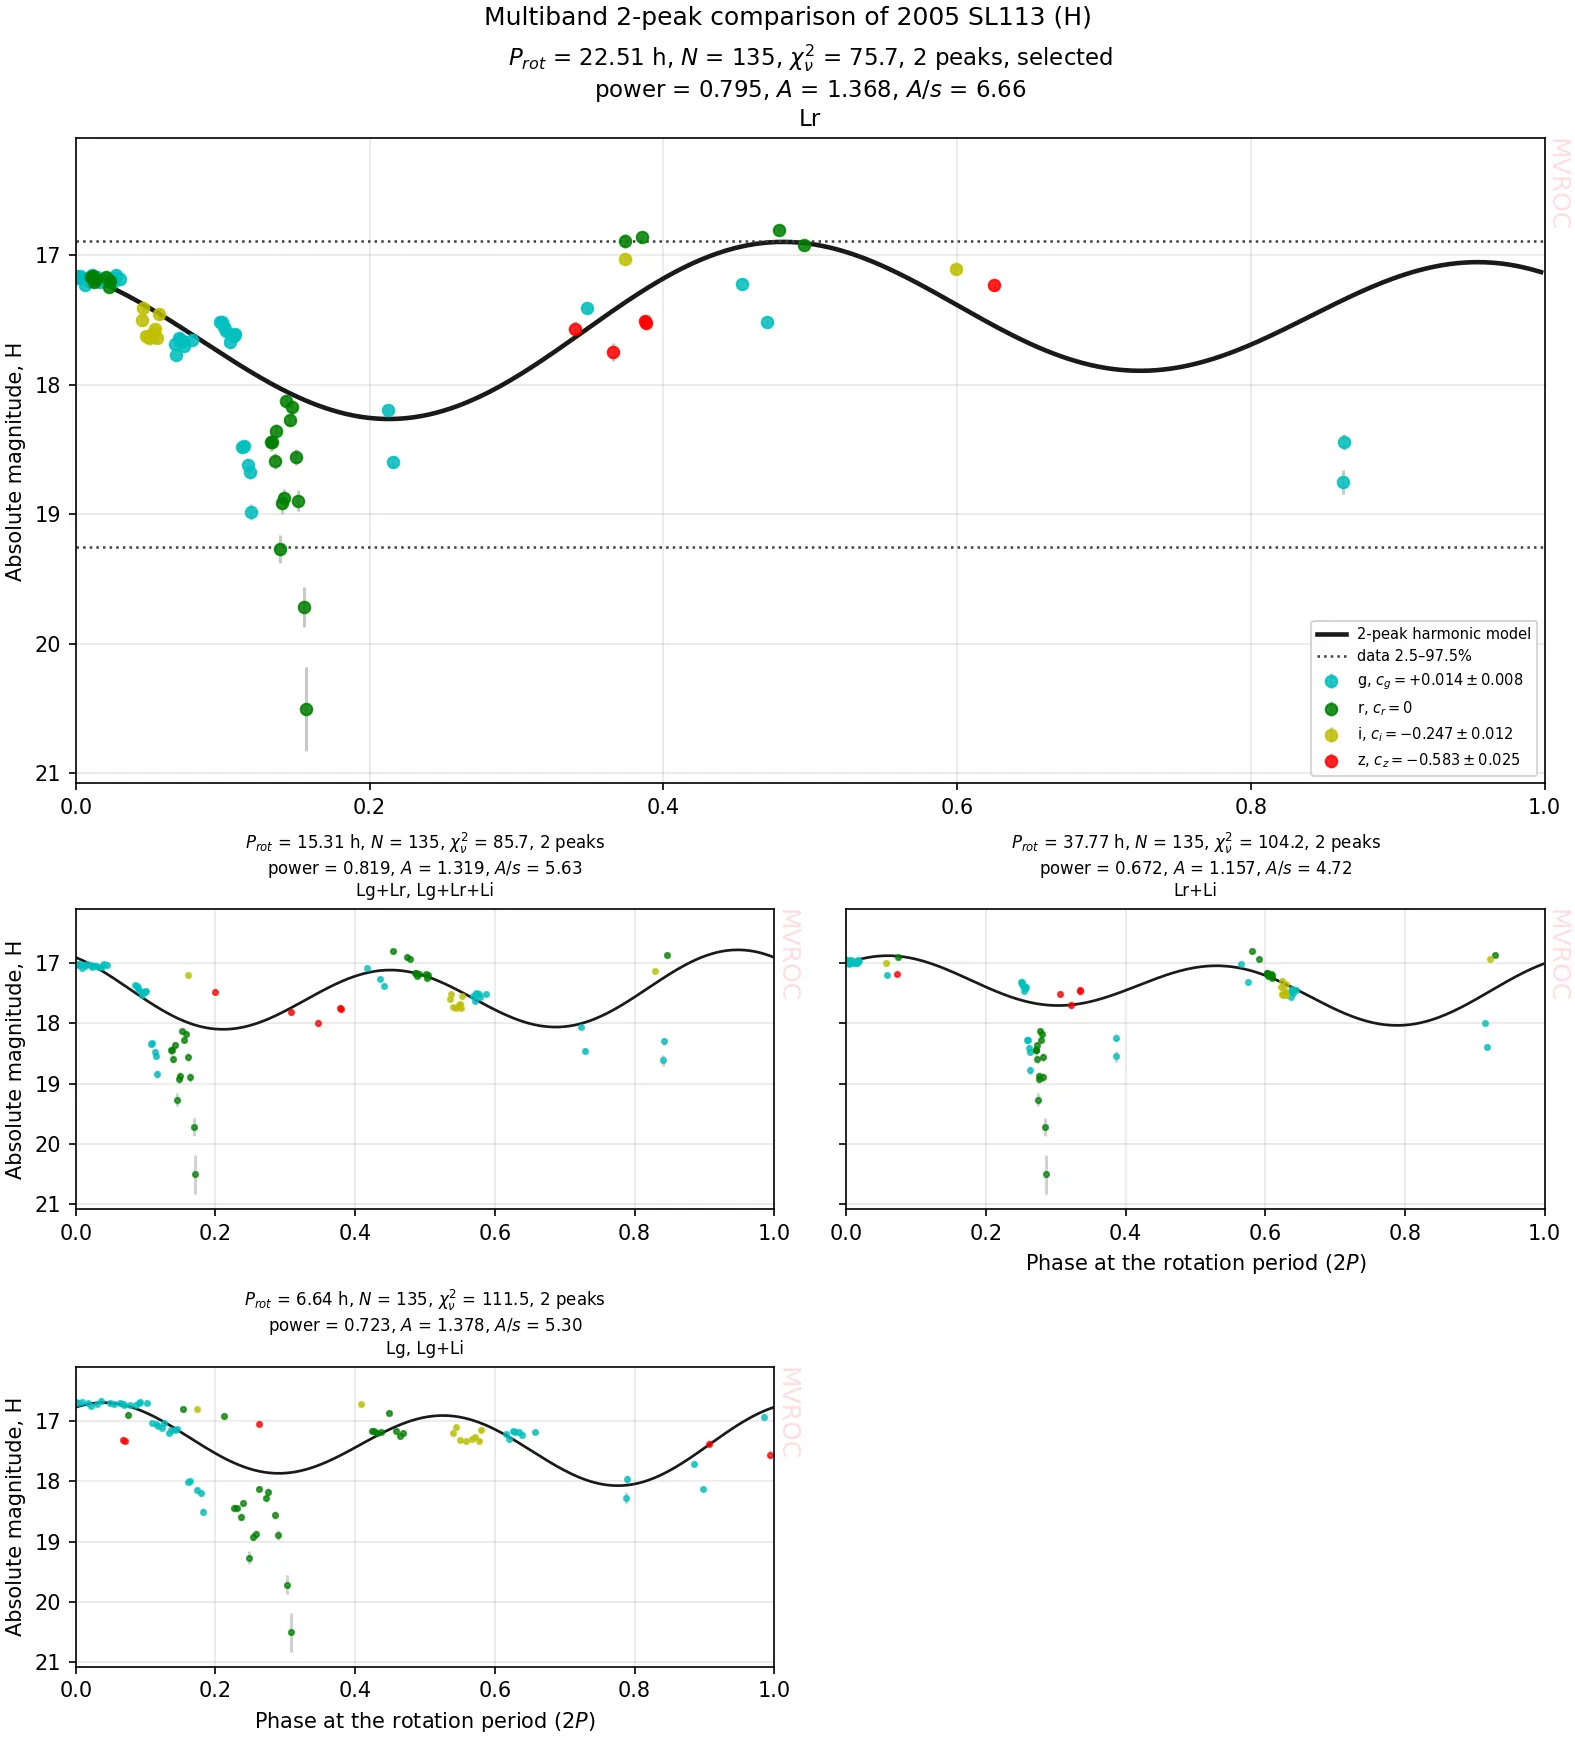 Multiband 2-peak comparison of 2005 SL113 (H)
P_rot = 22.51 h, N = 135, χ²_ν = 75.7, 2 peaks, selected
power = 0.795, A = 1.368, A/s = 6.66
Lr
MVROC
Absolute magnitude, H
17
18
19
20
21
0.0 0.2 0.4 0.6 0.8 1.0
2-peak harmonic model
data 2.5–97.5%
g, c_g = +0.014 ± 0.008
r, c_r = 0
i, c_i = −0.247 ± 0.012
z, c_z = −0.583 ± 0.025
P_rot = 15.31 h, N = 135, χ²_ν = 85.7, 2 peaks
power = 0.819, A = 1.319, A/s = 5.63
Lg+Lr, Lg+Lr+Li
MVROC
Absolute magnitude, H
17
18
19
20
21
0.0 0.2 0.4 0.6 0.8 1.0
P_rot = 37.77 h, N = 135, χ²_ν = 104.2, 2 peaks
power = 0.672, A = 1.157, A/s = 4.72
Lr+Li
MVROC
0.0 0.2 0.4 0.6 0.8 1.0
Phase at the rotation period (2P)
P_rot = 6.64 h, N = 135, χ²_ν = 111.5, 2 peaks
power = 0.723, A = 1.378, A/s = 5.30
Lg, Lg+Li
MVROC
Absolute magnitude, H
17
18
19
20
21
0.0 0.2 0.4 0.6 0.8 1.0
Phase at the rotation period (2P)